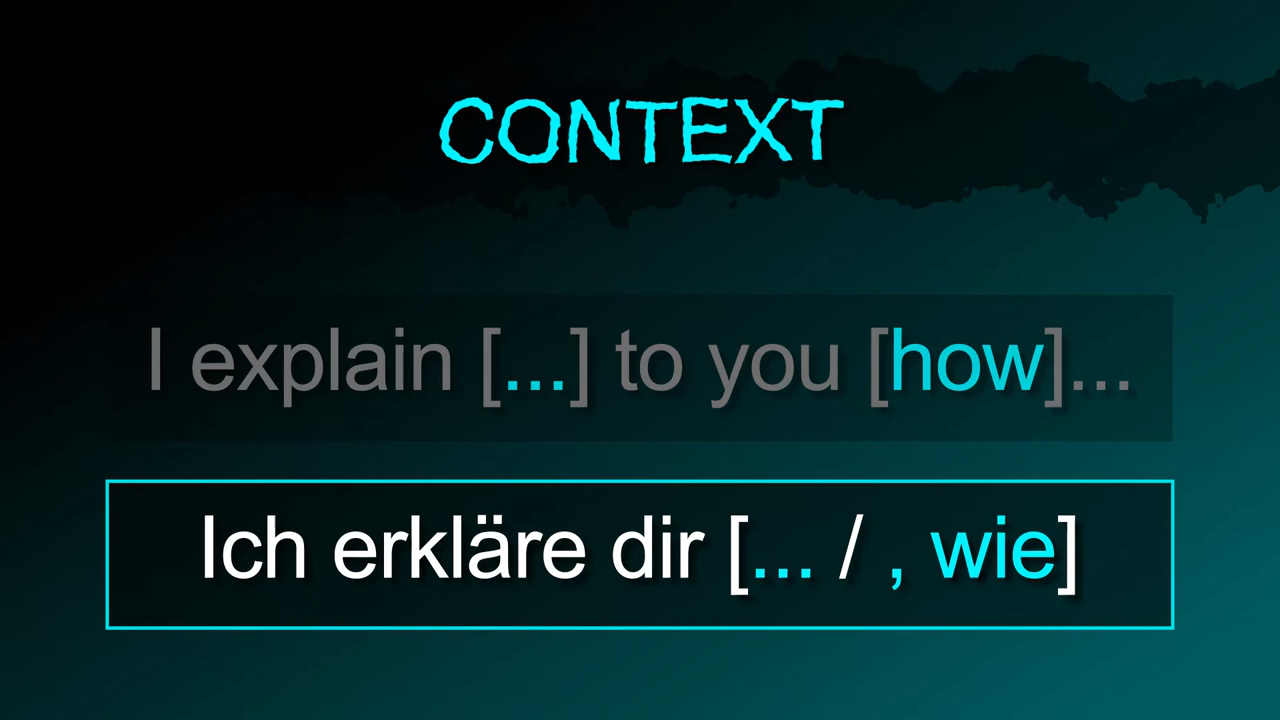 CONTEXT
I explain [...] to you [how]...
Ich erkläre dir [... / , wie]